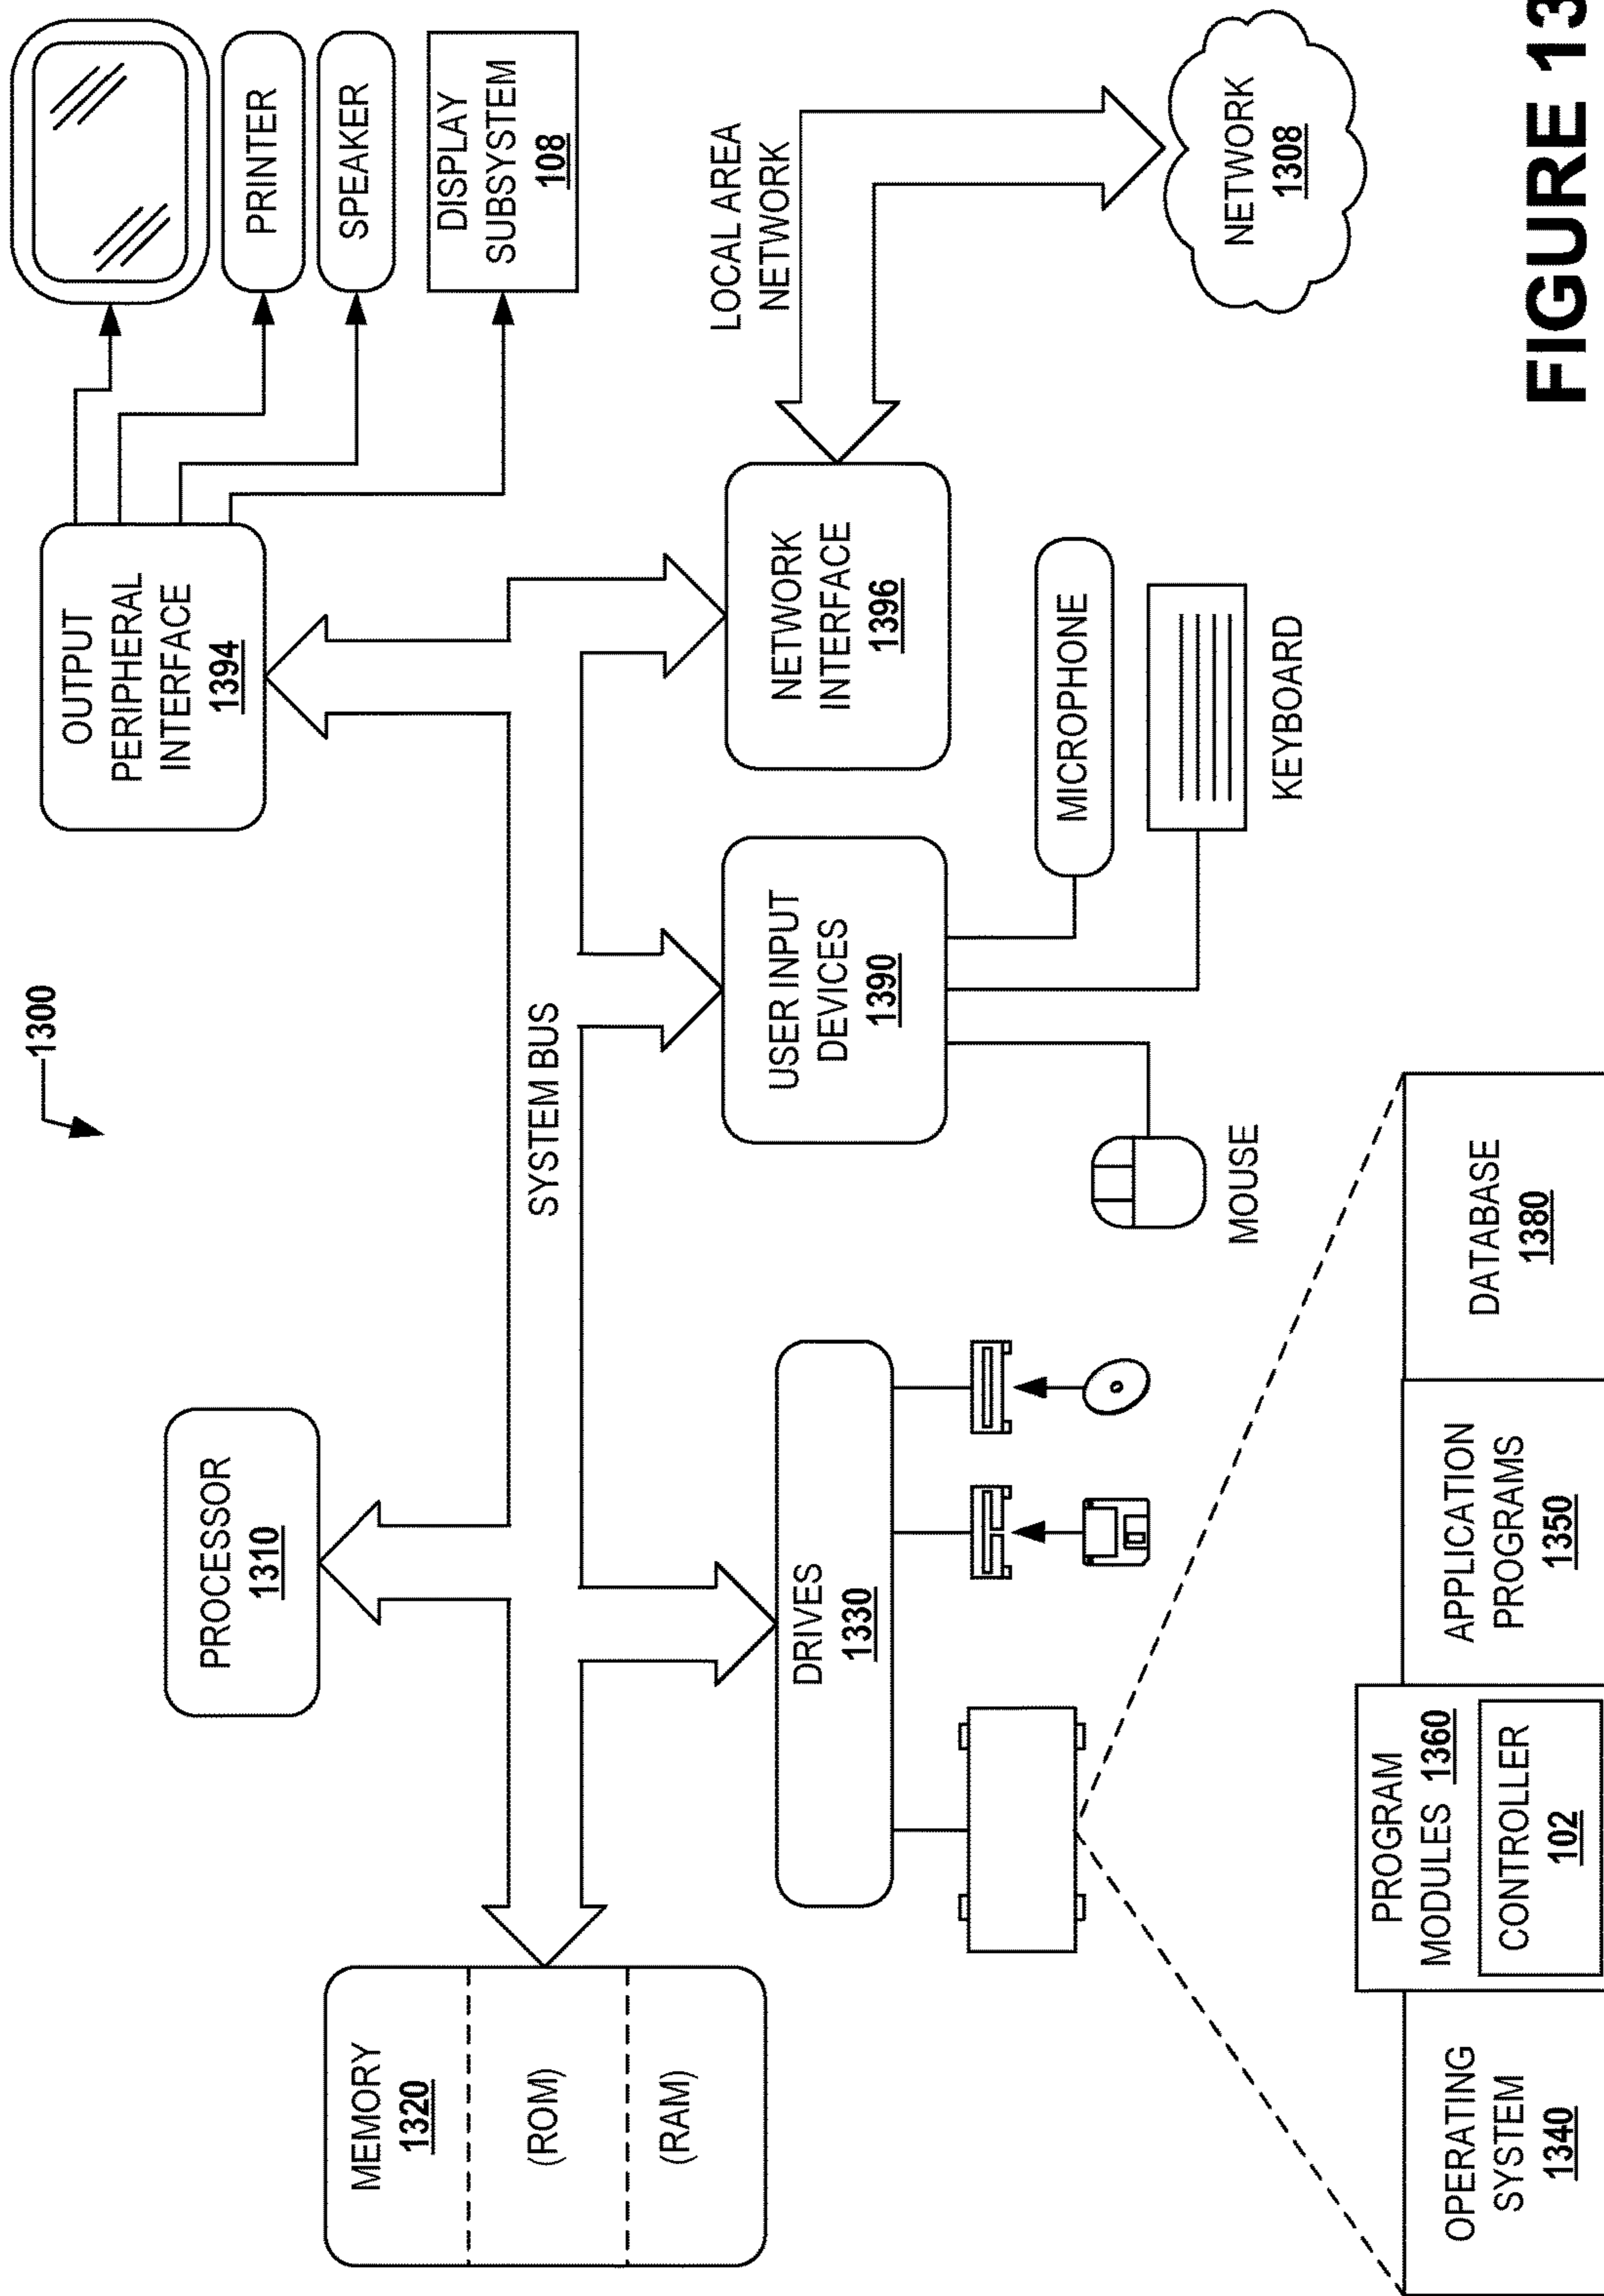 1300
PRINTER
SPEAKER
DISPLAY
SUBSYSTEM
108
OUTPUT
PERIPHERAL
INTERFACE
1394
PROCESSOR
1310
MEMORY
1320
(ROM)
(RAM)
SYSTEM BUS
LOCAL AREA
NETWORK
NETWORK
INTERFACE
1396
USER INPUT
DEVICES
1390
DRIVES
1330
MICROPHONE
KEYBOARD
MOUSE
NETWORK
1308
OPERATING
SYSTEM
1340
PROGRAM
MODULES 1360
CONTROLLER
102
APPLICATION
PROGRAMS
1350
DATABASE
1380
FIGURE 13